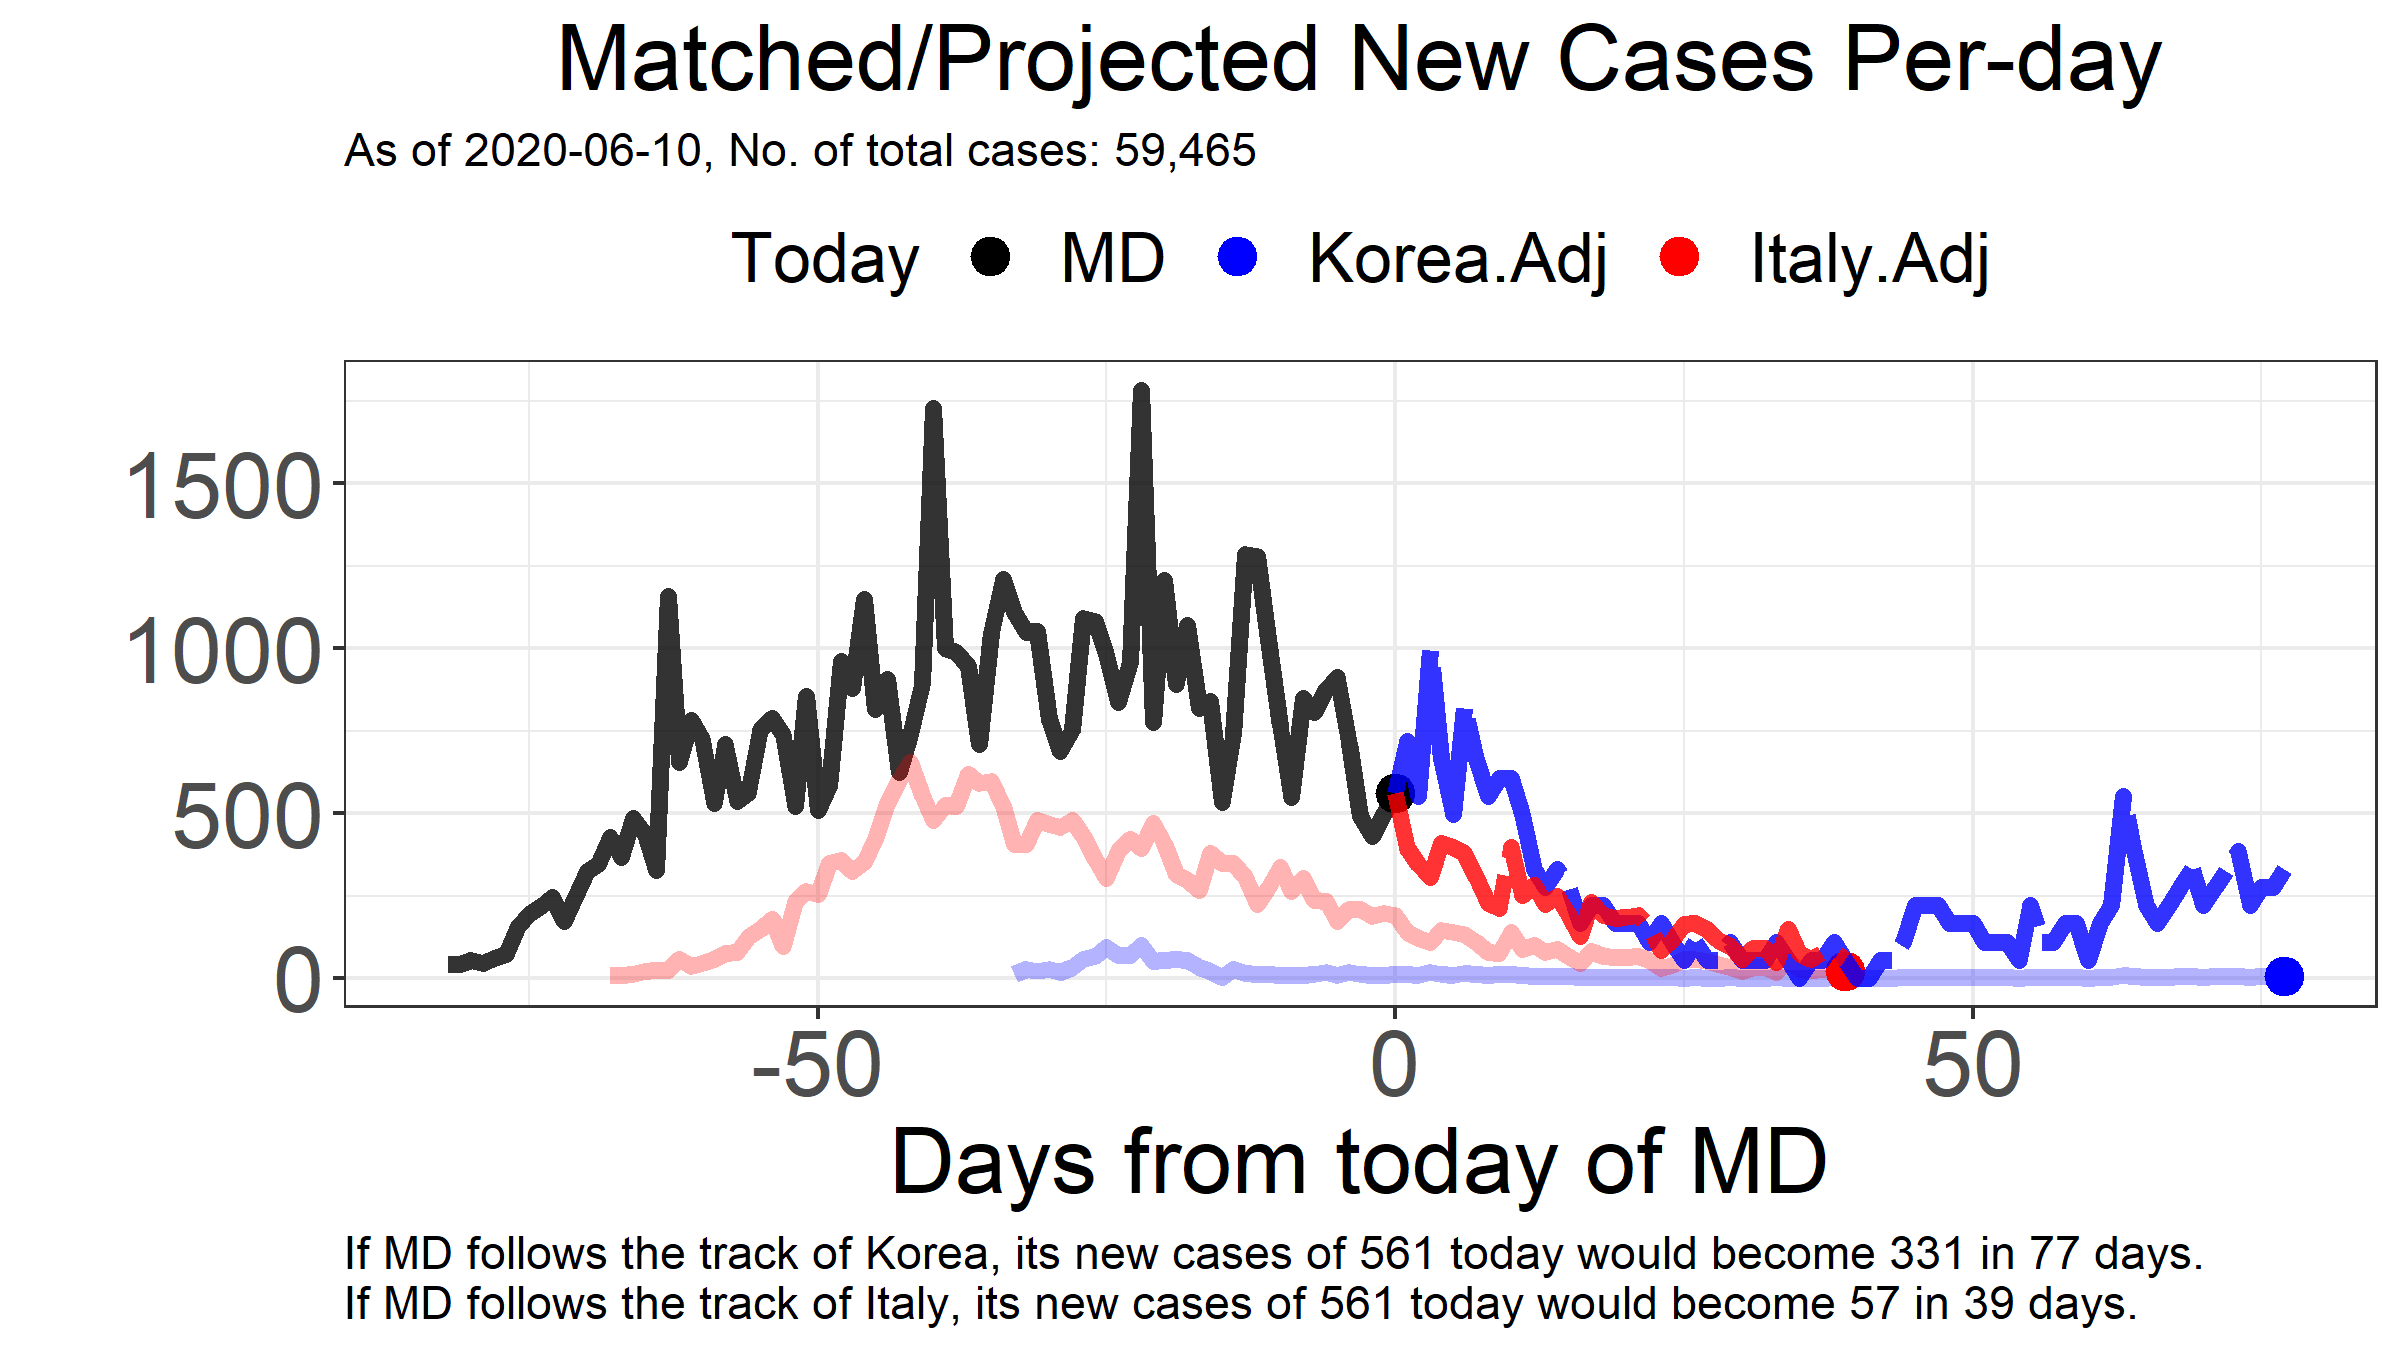 Matched/Projected New Cases Per-day
As of 2020-06-10, No. of total cases: 59,465
Today MD Korea.Adj Italy.Adj
1500
1000
500
0
-50 0 50
Days from today of MD
If MD follows the track of Korea, its new cases of 561 today would become 331 in 77 days.
If MD follows the track of Italy, its new cases of 561 today would become 57 in 39 days.